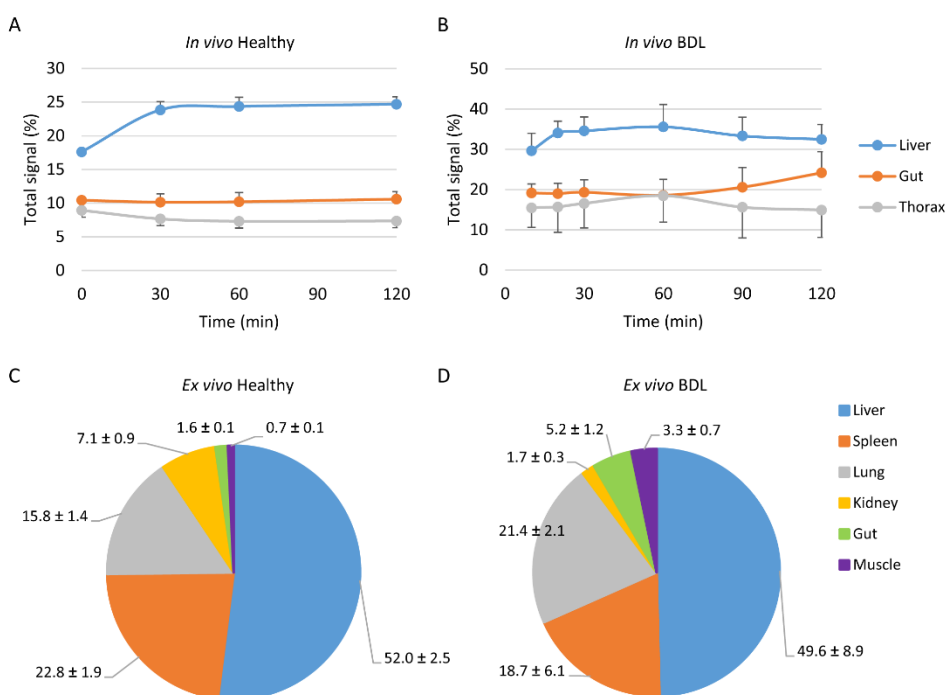 A
In vivo Healthy
30
25
20
15
10
5
0
Total signal (%)
0 30 60 90 120
Time (min)
B
In vivo BDL
50
40
30
20
10
0
Total signal (%)
0 30 60 90 120
Time (min)
Liver
Gut
Thorax
C
Ex vivo Healthy
1.6 ± 0.1
0.7 ± 0.1
7.1 ± 0.9
15.8 ± 1.4
22.8 ± 1.9
52.0 ± 2.5
D
Ex vivo BDL
5.2 ± 1.2
3.3 ± 0.7
1.7 ± 0.3
21.4 ± 2.1
18.7 ± 6.1
49.6 ± 8.9
Liver
Spleen
Lung
Kidney
Gut
Muscle